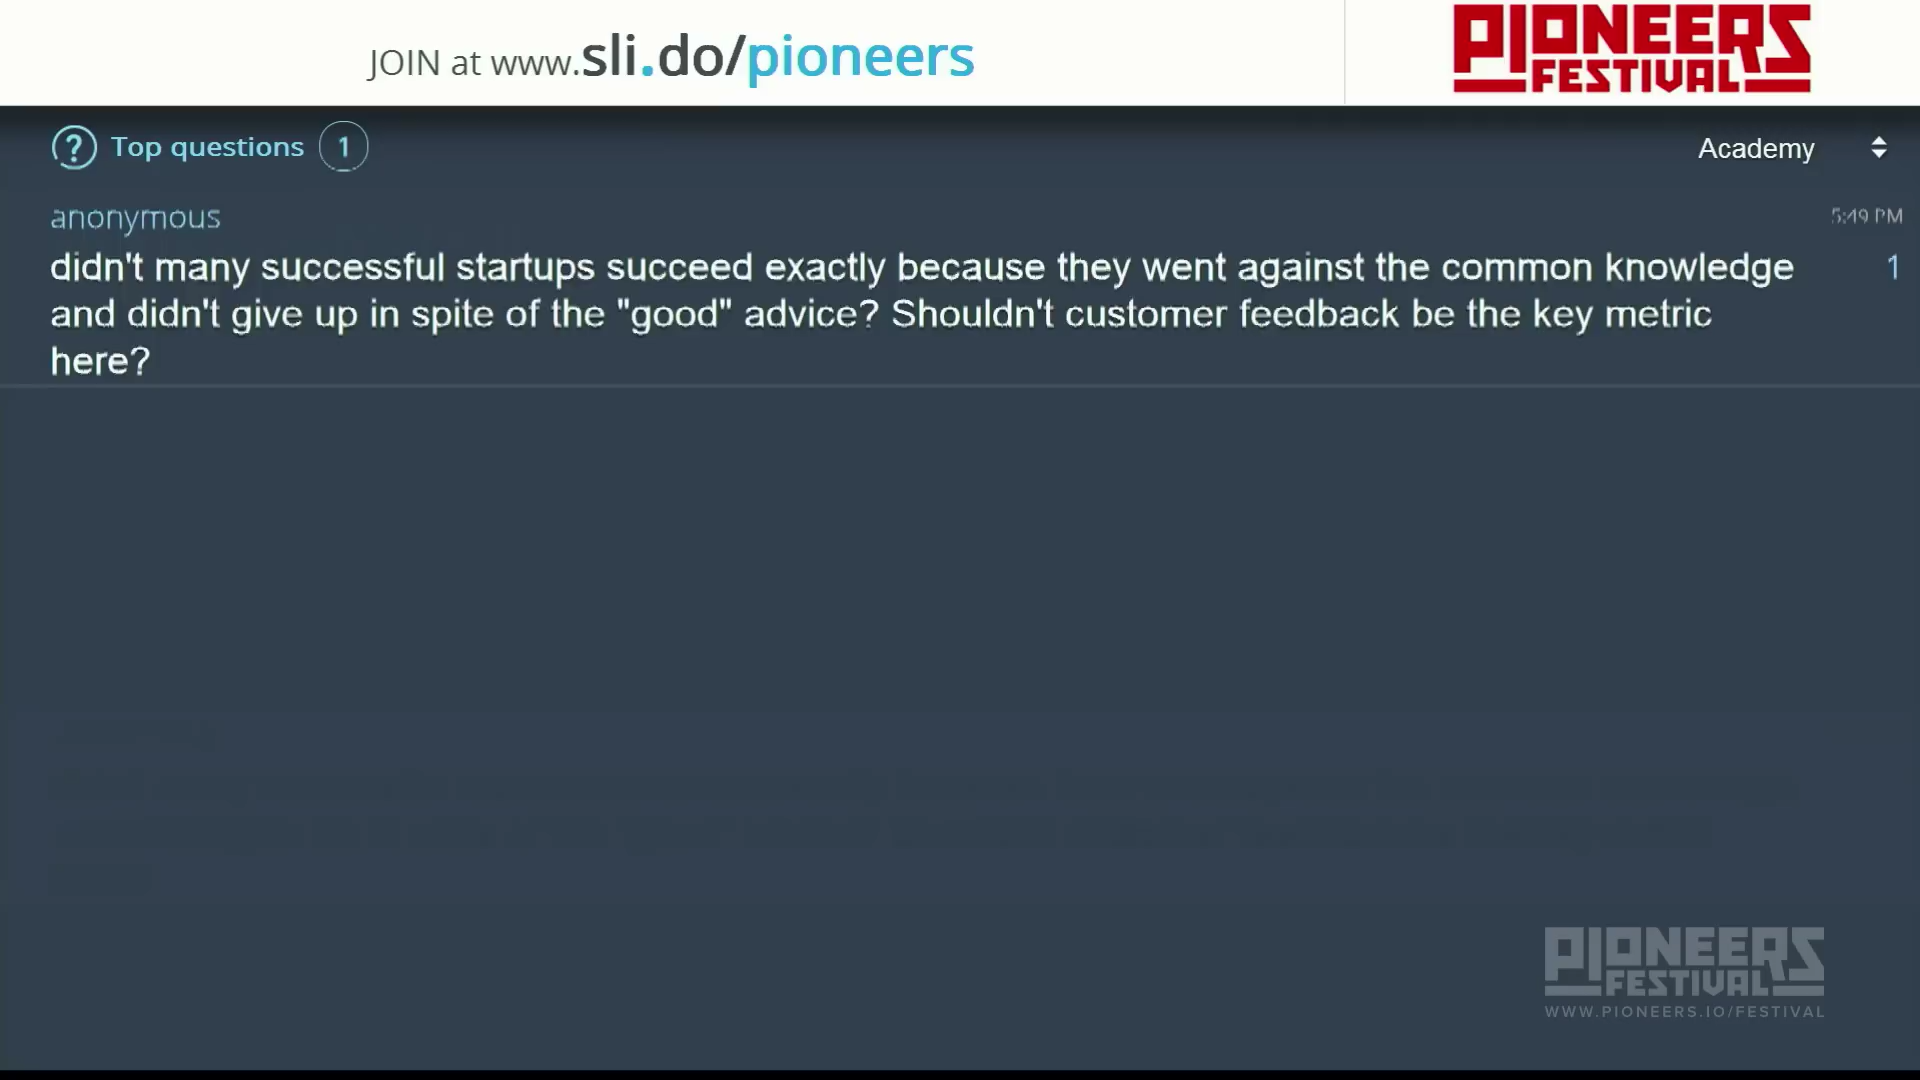 JOIN at www.sli.do/pioneers
PIONEERS
FESTIVAL
? Top questions 1
Academy
anonymous
5:49 PM
didn't many successful startups succeed exactly because they went against the common knowledge
1
and didn't give up in spite of the "good" advice? Shouldn't customer feedback be the key metric
here?
PIONEERS
FESTIVAL
WWW.PIONEERS.IO/FESTIVAL